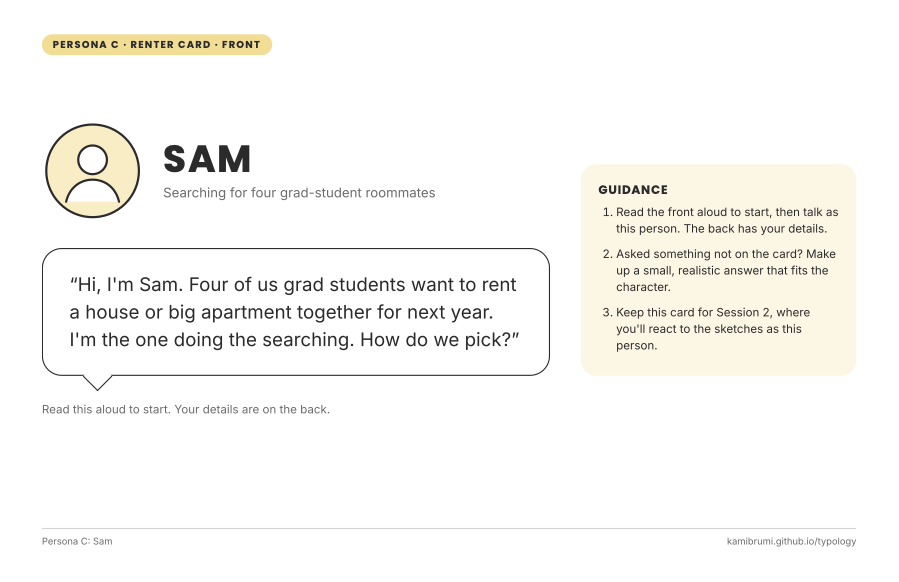 PERSONA C · RENTER CARD · FRONT
SAM
Searching for four grad-student roommates
“Hi, I'm Sam. Four of us grad students want to rent
a house or big apartment together for next year.
I'm the one doing the searching. How do we pick?”
Read this aloud to start. Your details are on the back.
GUIDANCE
1. Read the front aloud to start, then talk as
this person. The back has your details.
2. Asked something not on the card? Make
up a small, realistic answer that fits the
character.
3. Keep this card for Session 2, where
you'll react to the sketches as this
person.
Persona C: Sam
kamibrumi.github.io/typology